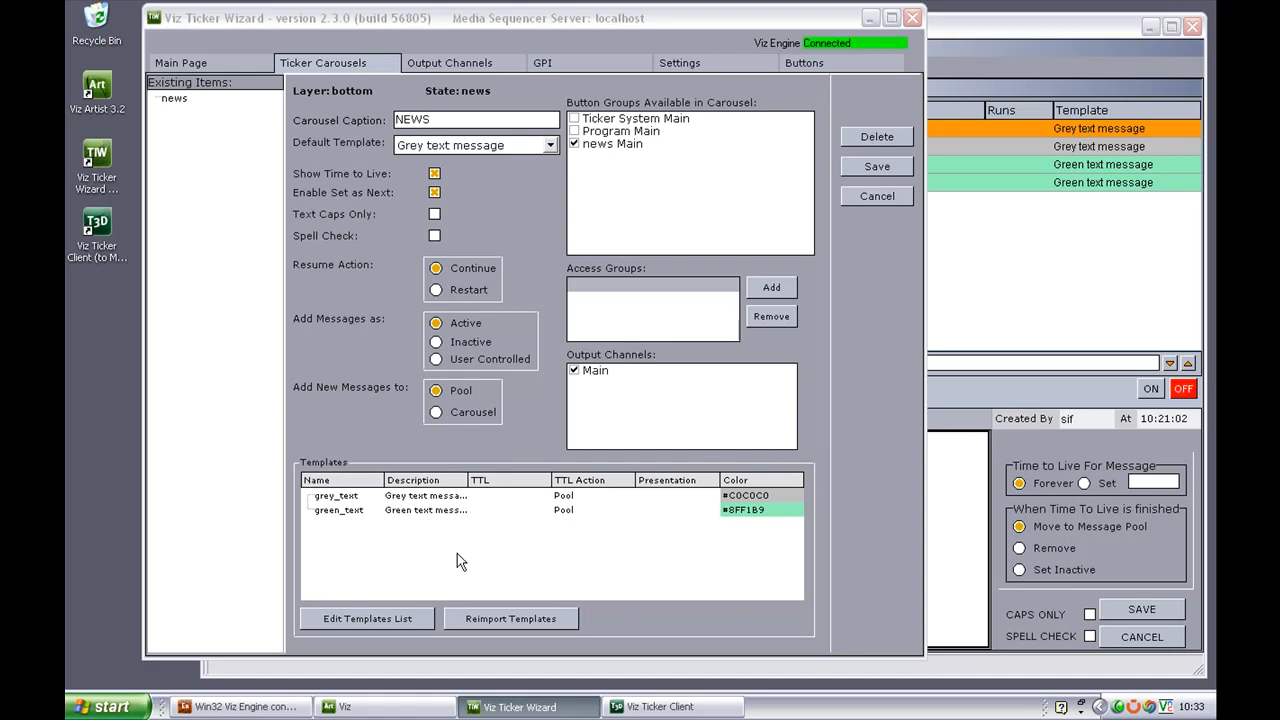 Recycle Bin
Viz Artist 3.2
Viz Ticker
Wizard ...
Viz Ticker
Client (to M...
Viz Ticker Wizard - version 2.3.0 (build 56805) Media Sequencer Server: localhost
Viz Engine Connected
Main Page Ticker Carousels Output Channels GPI Settings Buttons
Existing Items:
news
Layer: bottom State: news
Carousel Caption: NEWS
Default Template: Grey text message
Show Time to Live:
Enable Set as Next:
Text Caps Only:
Spell Check:
Resume Action: Continue
Restart
Add Messages as: Active
Inactive
User Controlled
Add New Messages to: Pool
Carousel
Button Groups Available in Carousel:
Ticker System Main
Program Main
news Main
Access Groups:
Add
Remove
Output Channels:
Main
Delete
Save
Cancel
Templates
Name Description TTL TTL Action Presentation Color
grey_text Grey text messa... Pool #C0C0C0
green_text Green text mess... Pool #8FF1B9
Edit Templates List Reimport Templates
Runs Template
Grey text message
Grey text message
Green text message
Green text message
ON OFF
Created By sif At 10:21:02
Time to Live For Message
Forever Set
When Time To Live is finished
Move to Message Pool
Remove
Set Inactive
CAPS ONLY SAVE
SPELL CHECK CANCEL
start Win32 Viz Engine con... Viz Viz Ticker Wizard Viz Ticker Client 10:33